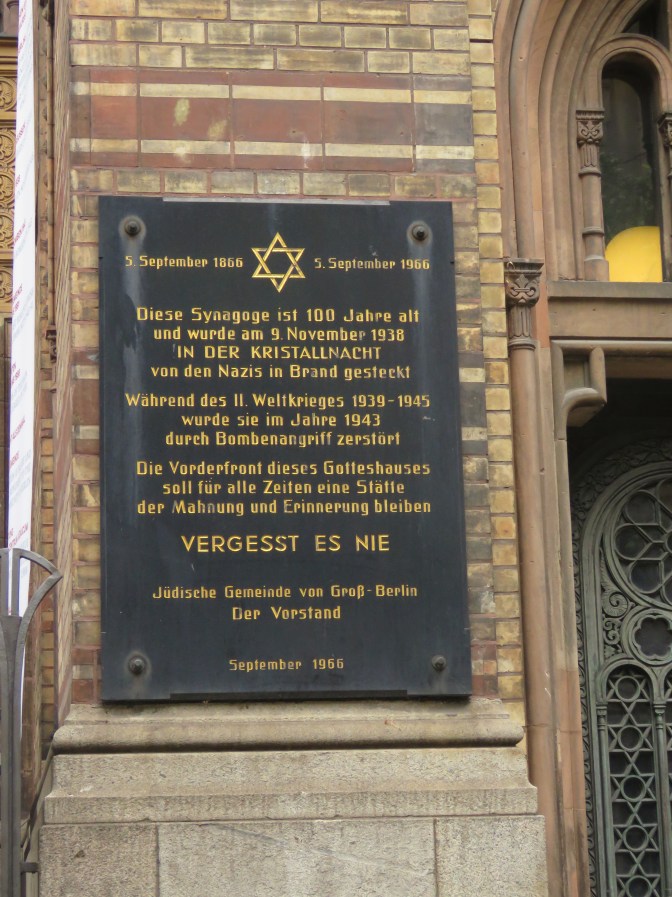 5. September 1866 5. September 1966
Diese Synagoge ist 100 Jahre alt
und wurde am 9. November 1938
IN DER KRISTALLNACHT
von den Nazis in Brand gesteckt
Während des II. Weltkrieges 1939-1945
wurde sie im Jahre 1943
durch Bombenangriff zerstört
Die Vorderfront dieses Gotteshauses
soll für alle Zeiten eine Stätte
der Mahnung und Erinnerung bleiben
VERGESST ES NIE
Jüdische Gemeinde von Groß-Berlin
Der Vorstand
September 1966